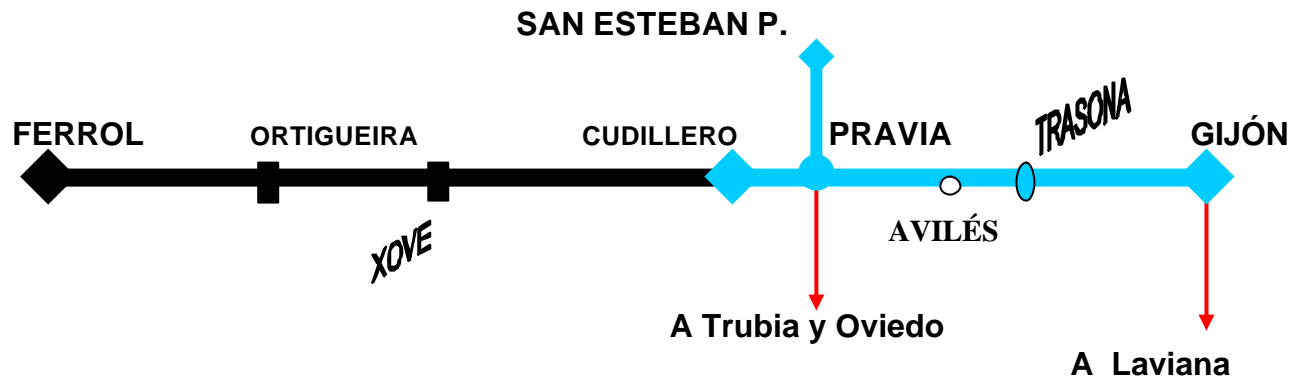 SAN ESTEBAN P.
FERROL
ORTIGUEIRA
CUDILLERO
PRAVIA
TRASONA
GIJÓN
XOVE
AVILÉS
A Trubia y Oviedo
A Laviana